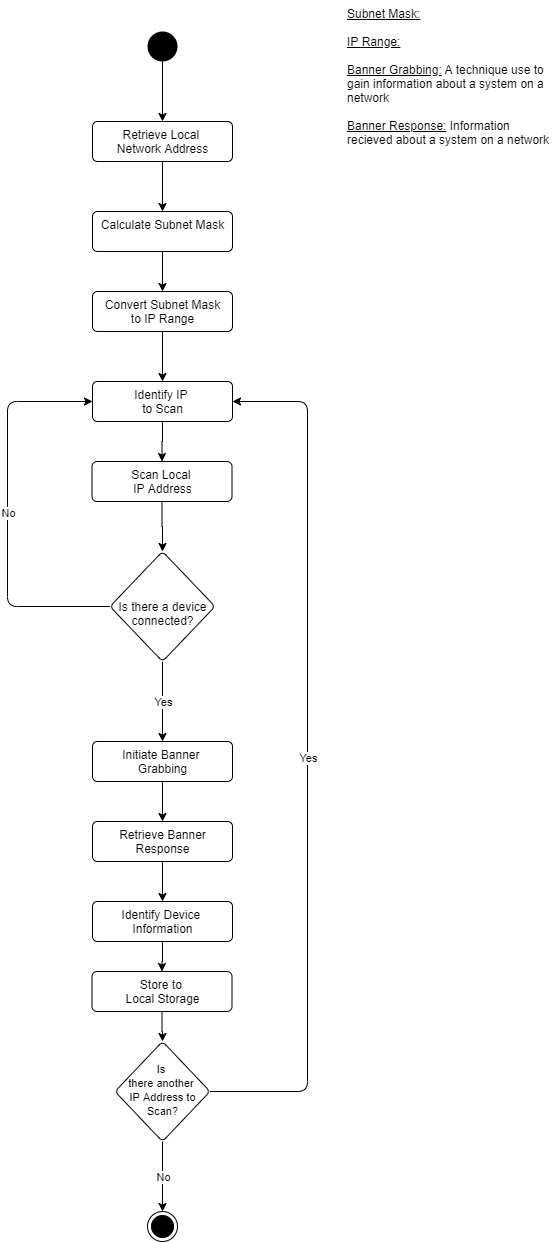 Subnet Mask:
IP Range:
Banner Grabbing: A technique use to
gain information about a system on a
network
Banner Response: Information
recieved about a system on a network
Retrieve Local
Network Address
Calculate Subnet Mask
Convert Subnet Mask
to IP Range
Identify IP
to Scan
Scan Local
IP Address
No
Is there a device
connected?
Yes
Initiate Banner
Grabbing
Yes
Retrieve Banner
Response
Identify Device
Information
Store to
Local Storage
Is
there another
IP Address to
Scan?
No